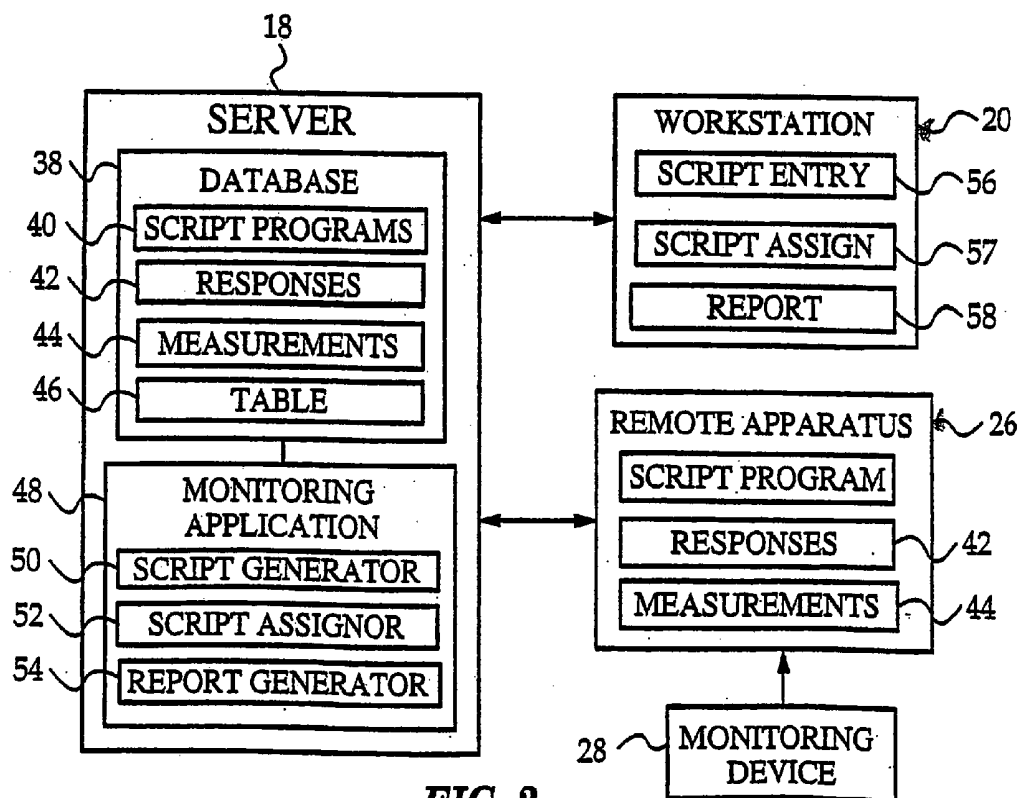 18
SERVER
38
DATABASE
40
SCRIPT PROGRAMS
42
RESPONSES
44
MEASUREMENTS
46
TABLE
48
MONITORING
APPLICATION
50
SCRIPT GENERATOR
52
SCRIPT ASSIGNOR
54
REPORT GENERATOR
WORKSTATION
20
SCRIPT ENTRY
56
SCRIPT ASSIGN
57
REPORT
58
REMOTE APPARATUS
26
SCRIPT PROGRAM
RESPONSES
42
MEASUREMENTS
44
28
MONITORING
DEVICE